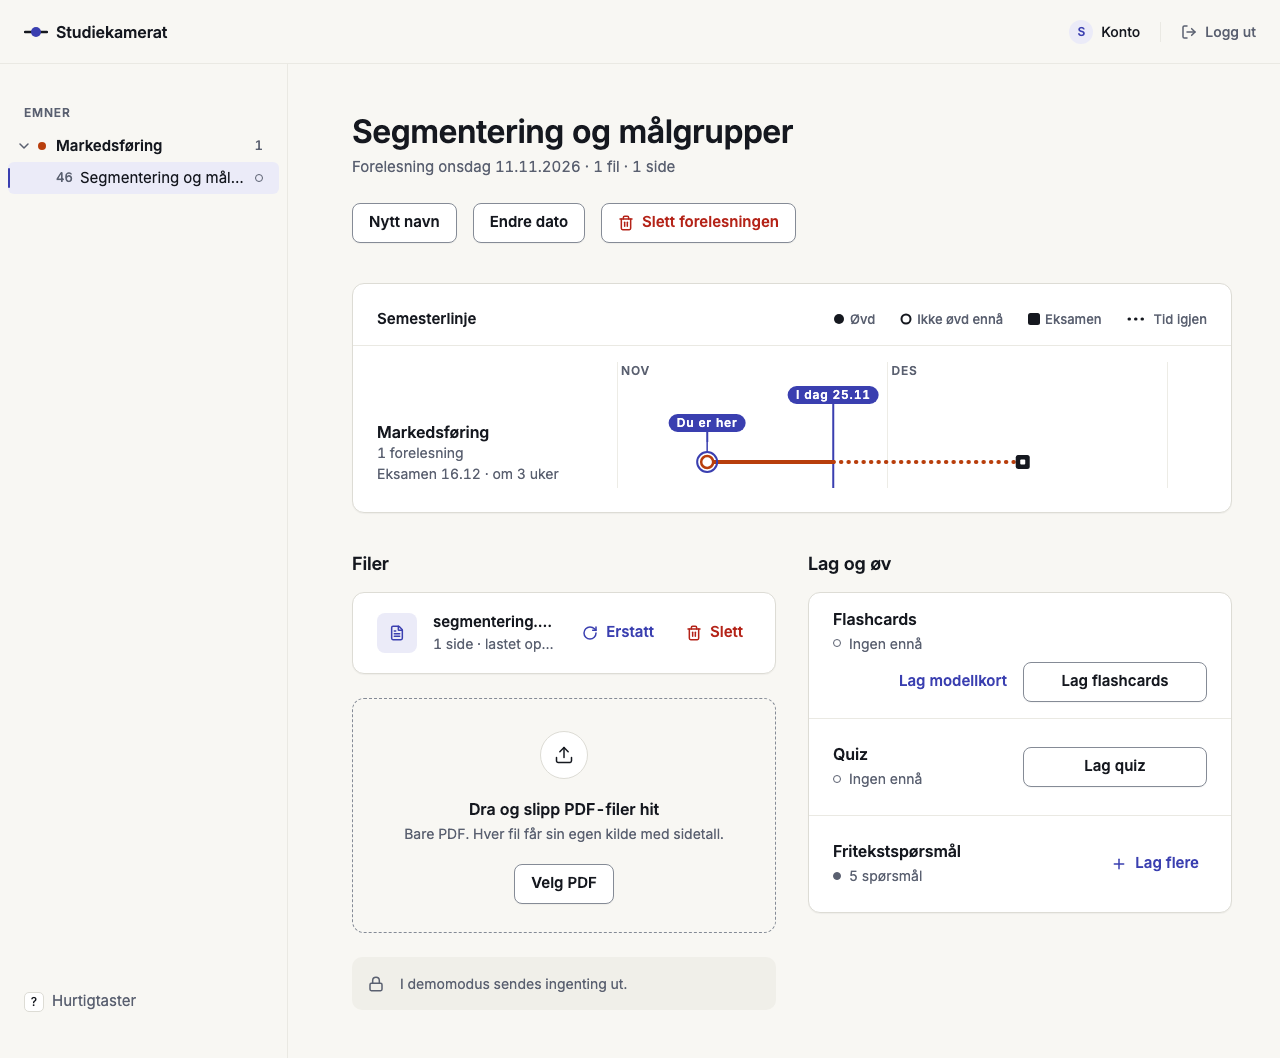 Studiekamerat
S Konto
Logg ut
EMNER
Markedsføring 1
46 Segmentering og mål...
? Hurtigtaster
Segmentering og målgrupper
Forelesning onsdag 11.11.2026 · 1 fil · 1 side
Nytt navn
Endre dato
Slett forelesningen
Semesterlinje
Øvd
Ikke øvd ennå
Eksamen
Tid igjen
NOV
DES
I dag 25.11
Du er her
Markedsføring
1 forelesning
Eksamen 16.12 · om 3 uker
Filer
segmentering....
1 side · lastet op...
Erstatt
Slett
Dra og slipp PDF-filer hit
Bare PDF. Hver fil får sin egen kilde med sidetall.
Velg PDF
I demomodus sendes ingenting ut.
Lag og øv
Flashcards
Ingen ennå
Lag modellkort
Lag flashcards
Quiz
Ingen ennå
Lag quiz
Fritekstspørsmål
5 spørsmål
Lag flere